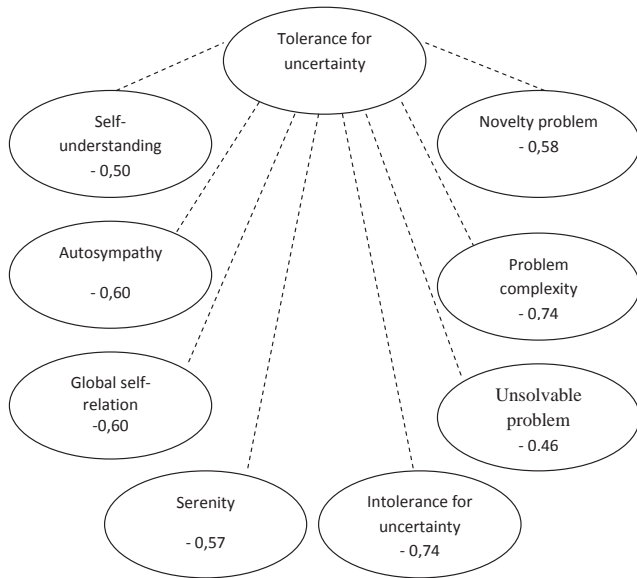 Tolerance for
uncertainty
Self-
understanding
- 0,50
Novelty problem
- 0,58
Autosympathy
- 0,60
Problem
complexity
- 0,74
Global self-
relation
-0,60
Unsolvable
problem
- 0.46
Serenity
- 0,57
Intolerance for
uncertainty
- 0,74